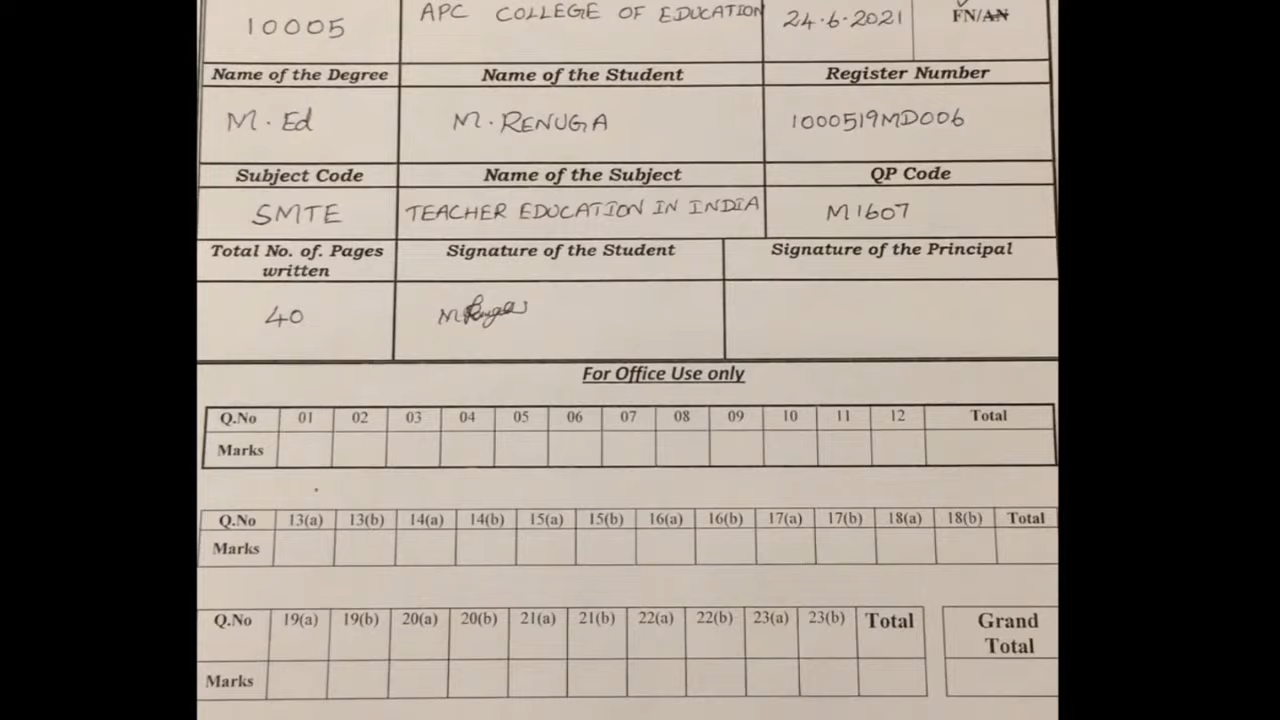 10005 APC COLLEGE OF EDUCATION 24.6.2021 FN/AN
Name of the Degree Name of the Student Register Number
M.Ed M.RENUGA 1000519MD006
Subject Code Name of the Subject QP Code
SMTE TEACHER EDUCATION IN INDIA M1607
Total No. of. Pages Signature of the Student Signature of the Principal
written
40 M Renuga
For Office Use only
Q.No 01 02 03 04 05 06 07 08 09 10 11 12 Total
Marks
Q.No 13(a) 13(b) 14(a) 14(b) 15(a) 15(b) 16(a) 16(b) 17(a) 17(b) 18(a) 18(b) Total
Marks
Q.No 19(a) 19(b) 20(a) 20(b) 21(a) 21(b) 22(a) 22(b) 23(a) 23(b) Total Grand
Total
Marks